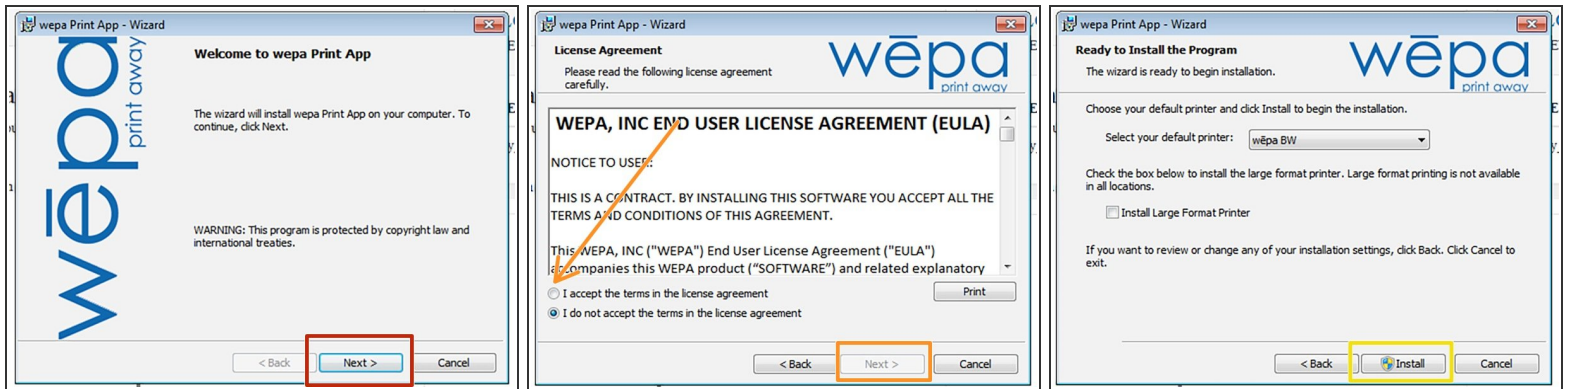 wepa Print App - Wizard
wēpa
print away
Welcome to wepa Print App
The wizard will install wepa Print App on your computer. To
continue, click Next.
WARNING: This program is protected by copyright law and
international treaties.
< Back
Next >
Cancel
wepa Print App - Wizard
License Agreement
Please read the following license agreement
carefully.
wēpa
print away
WEPA, INC END USER LICENSE AGREEMENT (EULA)
NOTICE TO USER:
THIS IS A CONTRACT. BY INSTALLING THIS SOFTWARE YOU ACCEPT ALL THE
TERMS AND CONDITIONS OF THIS AGREEMENT.
This WEPA, INC ("WEPA") End User License Agreement ("EULA")
accompanies this WEPA product ("SOFTWARE") and related explanatory
I accept the terms in the license agreement
Print
I do not accept the terms in the license agreement
< Back
Next >
Cancel
wepa Print App - Wizard
Ready to Install the Program
The wizard is ready to begin installation.
wēpa
print away
Choose your default printer and click Install to begin the installation.
Select your default printer:
wēpa BW
Check the box below to install the large format printer. Large format printing is not available
in all locations.
Install Large Format Printer
If you want to review or change any of your installation settings, click Back. Click Cancel to
exit.
< Back
Install
Cancel